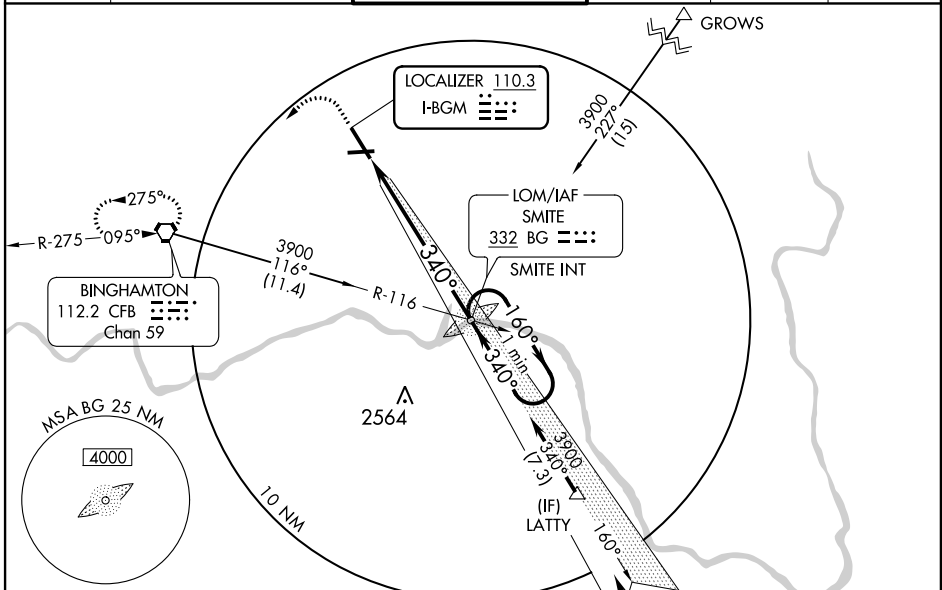 GROWS
LOCALIZER 110.3
I-BGM
3900
227°
(15)
LOM/IAF
SMITE
332 BG
SMITE INT
275°
R-275
095°
BINGHAMTON
112.2 CFB
Chan 59
3900
116°
(11.4)
R-116
340°
160°
1 min
340°
2564
MSA BG 25 NM
4000
3900
340°
(7.3)
(IF)
LATTY
160°
10 NM